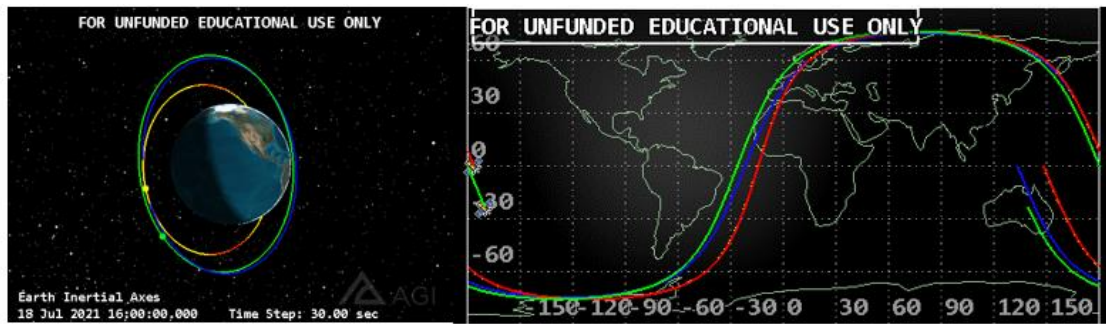 FOR UNFUNDED EDUCATIONAL USE ONLY
Earth Inertial Axes
18 Jul 2021 16:00:00,000 Time Step: 30.00 sec
AGI
FOR UNFUNDED EDUCATIONAL USE ONLY
60
30
0
-30
-60
150 -120 -90 -60 -30 0 30 60 90 120 150